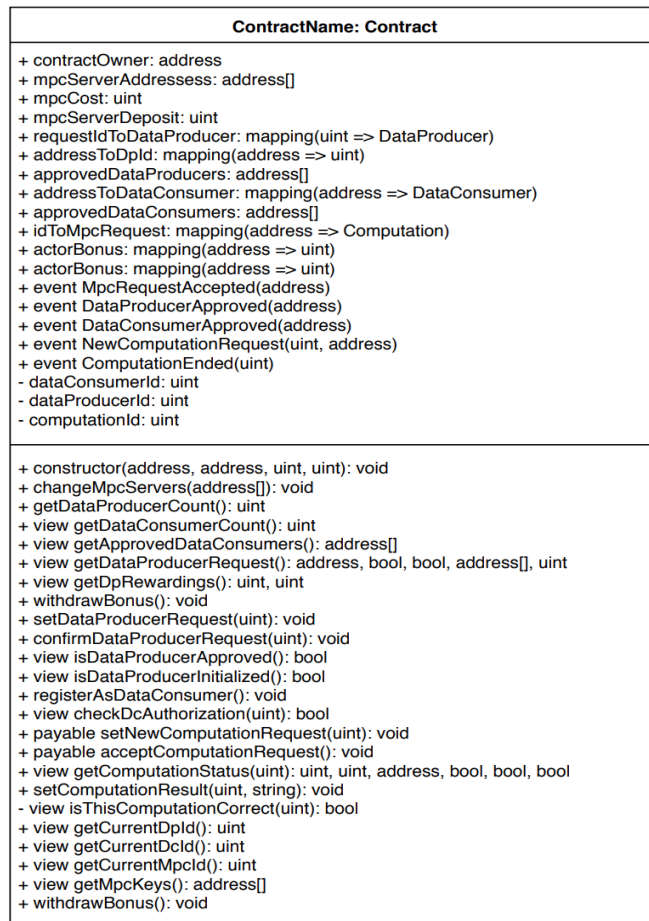 ContractName: Contract
+ contractOwner: address
+ mpcServerAddressess: address[]
+ mpcCost: uint
+ mpcServerDeposit: uint
+ requestIdToDataProducer: mapping(uint => DataProducer)
+ addressToDpId: mapping(address => uint)
+ approvedDataProducers: address[]
+ addressToDataConsumer: mapping(address => DataConsumer)
+ approvedDataConsumers: address[]
+ idToMpcRequest: mapping(address => Computation)
+ actorBonus: mapping(address => uint)
+ actorBonus: mapping(address => uint)
+ event MpcRequestAccepted(address)
+ event DataProducerApproved(address)
+ event DataConsumerApproved(address)
+ event NewComputationRequest(uint, address)
+ event ComputationEnded(uint)
- dataConsumerId: uint
- dataProducerId: uint
- computationId: uint
+ constructor(address, address, uint, uint): void
+ changeMpcServers(address[]): void
+ getDataProducerCount(): uint
+ view getDataConsumerCount(): uint
+ view getApprovedDataConsumers(): address[]
+ view getDataProducerRequest(): address, bool, bool, address[], uint
+ view getDpRewardings(): uint, uint
+ withdrawBonus(): void
+ setDataProducerRequest(uint): void
+ confirmDataProducerRequest(uint): void
+ view isDataProducerApproved(): bool
+ view isDataProducerInitialized(): bool
+ registerAsDataConsumer(): void
+ view checkDcAuthorization(uint): bool
+ payable setNewComputationRequest(uint): void
+ payable acceptComputationRequest(): void
+ view getComputationStatus(uint): uint, uint, address, bool, bool, bool
+ setComputationResult(uint, string): void
- view isThisComputationCorrect(uint): bool
+ view getCurrentDpId(): uint
+ view getCurrentDcId(): uint
+ view getCurrentMpcId(): uint
+ view getMpcKeys(): address[]
+ withdrawBonus(): void